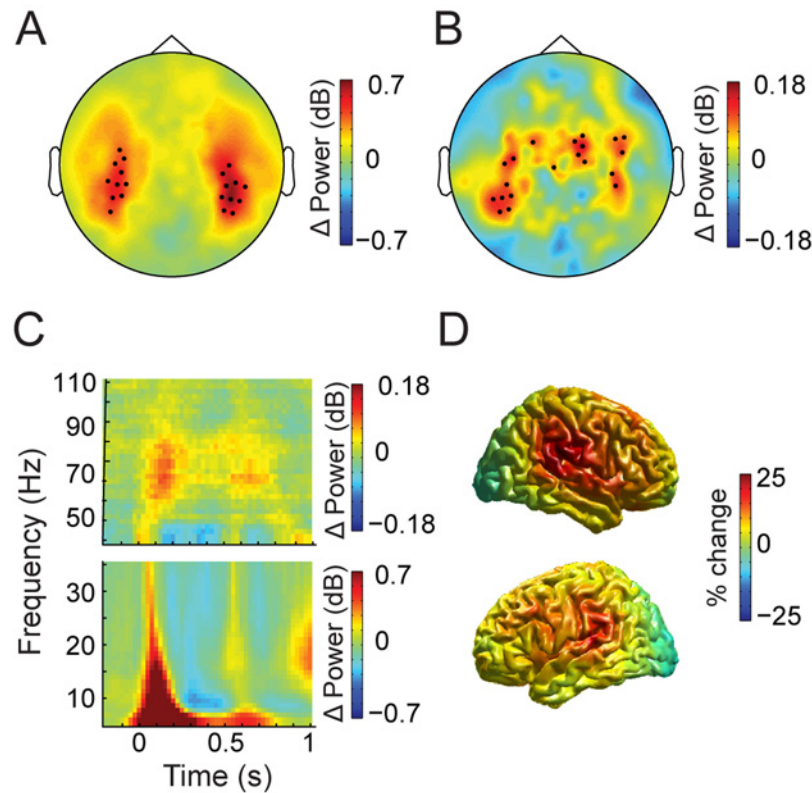 A
0.7
0
−0.7
Δ Power (dB)
B
0.18
0
−0.18
Δ Power (dB)
C
110
90
70
50
Frequency (Hz)
0.18
0
−0.18
Δ Power (dB)
30
20
10
0.7
0
−0.7
Δ Power (dB)
0 0.5 1
Time (s)
D
25
0
−25
% change